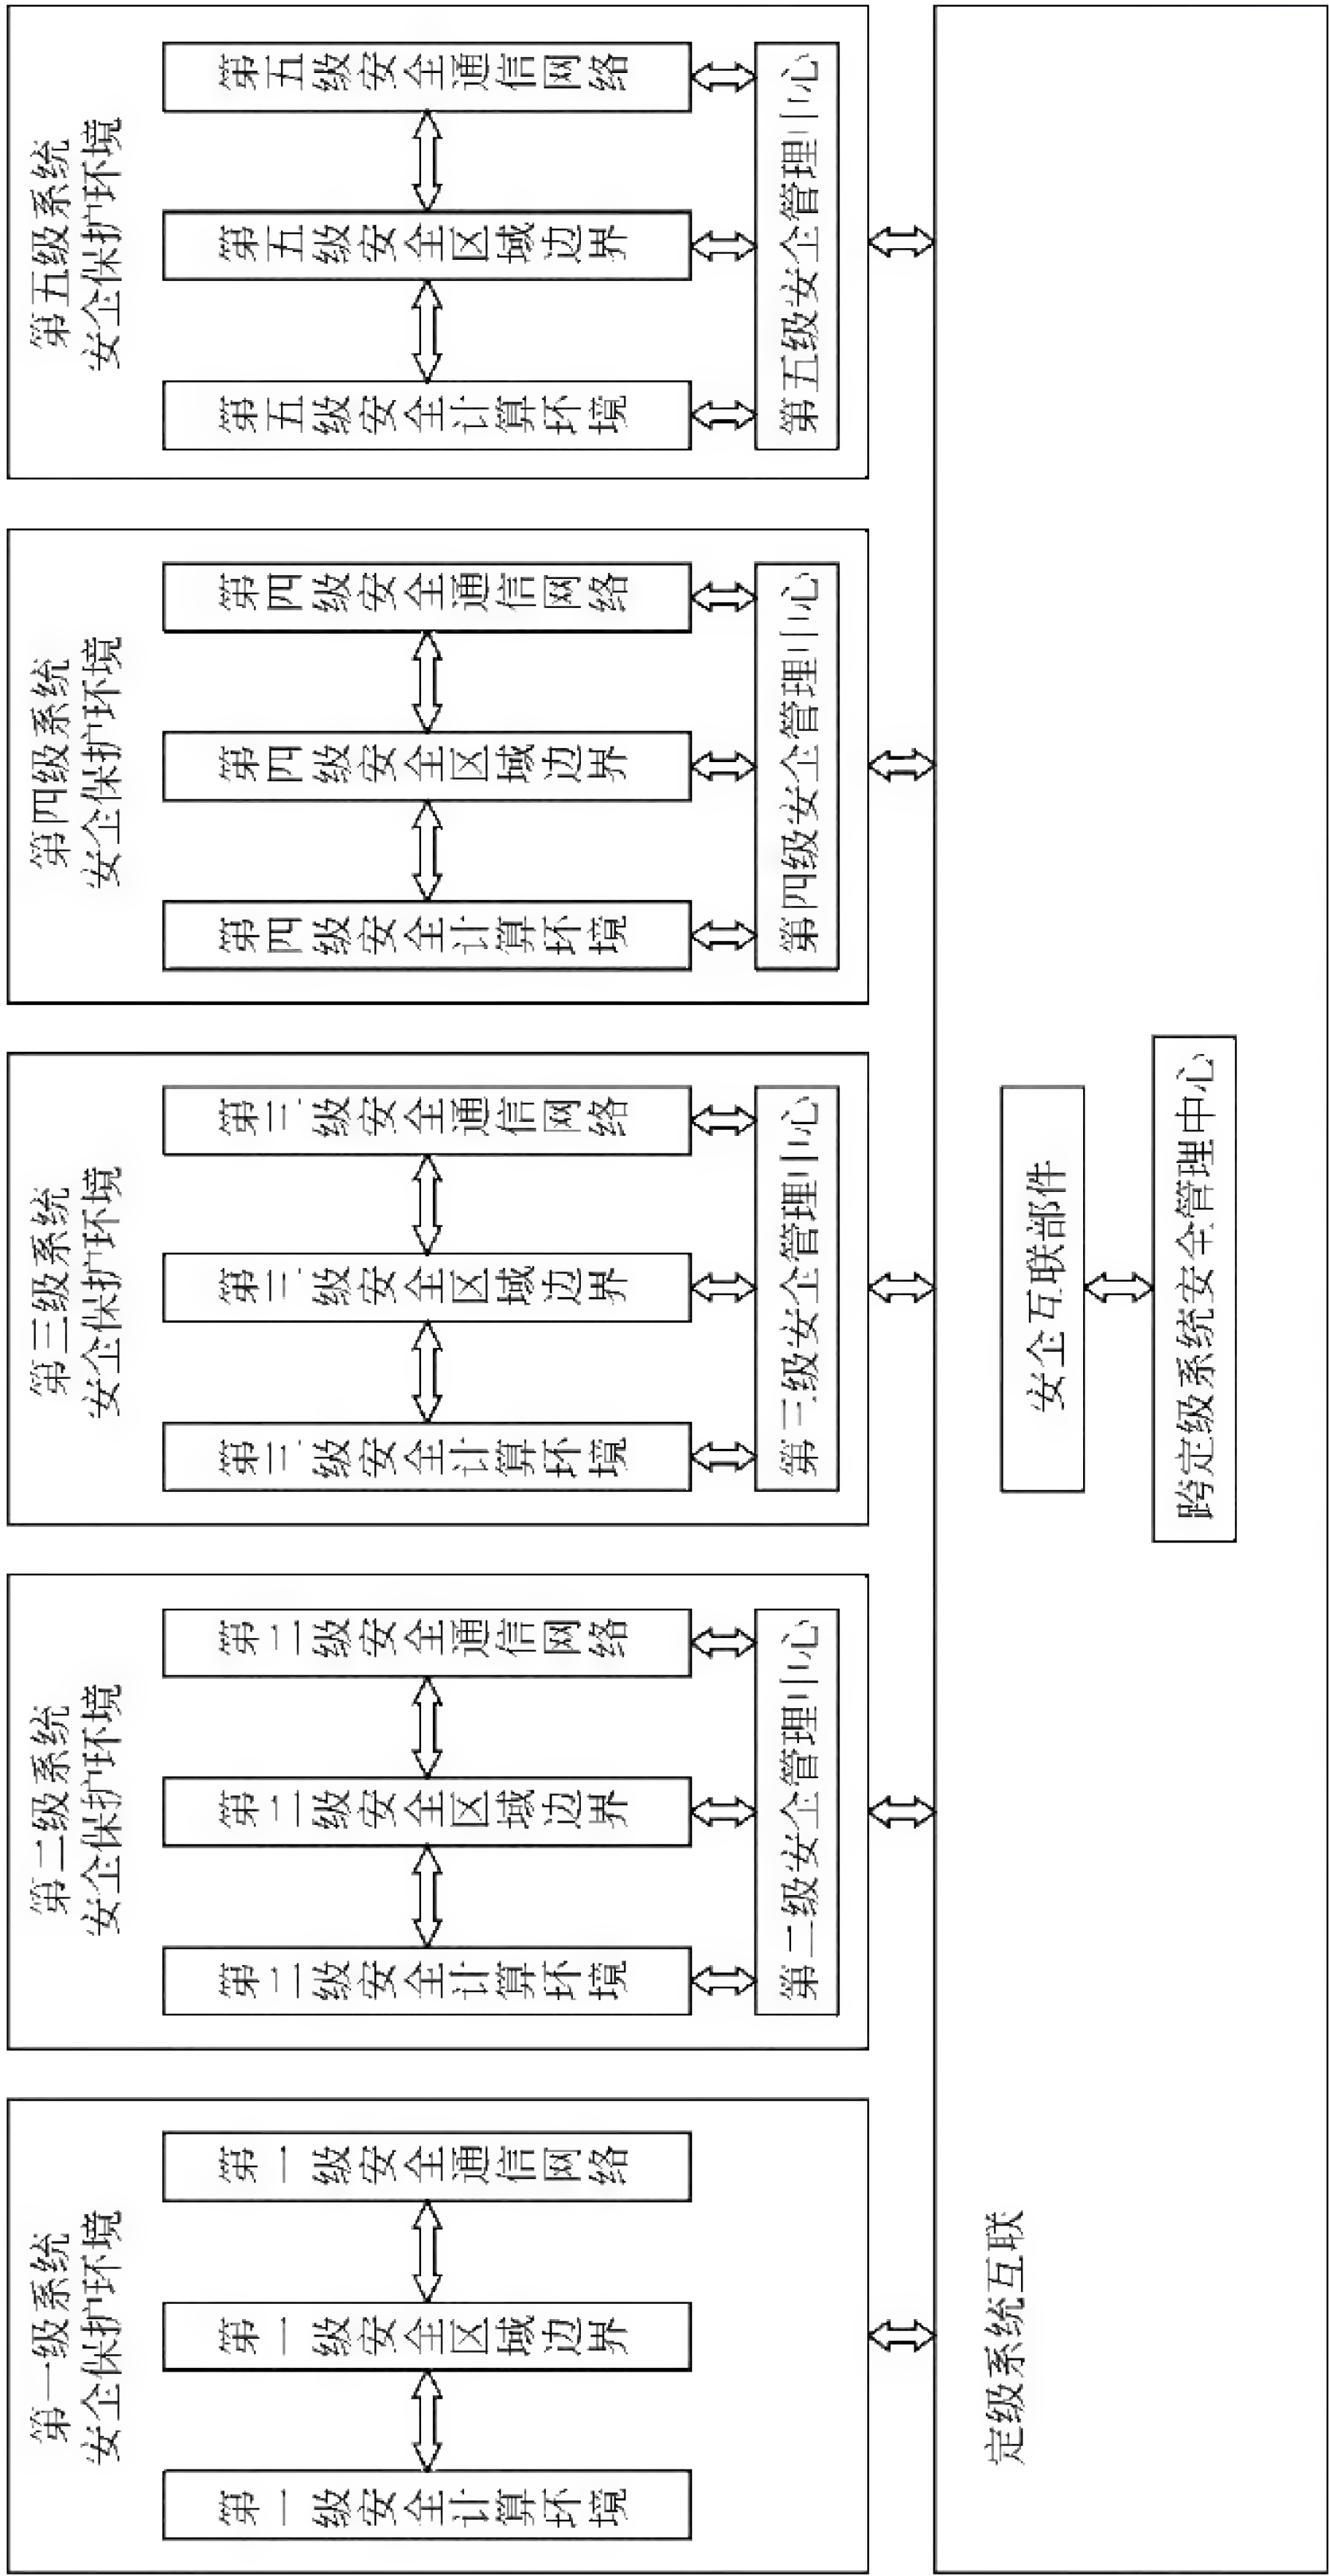 第一级系统
安全保护环境
第一级安全计算环境
第一级安全区域边界
第一级安全通信网络
第二级系统
安全保护环境
第二级安全计算环境
第二级安全区域边界
第二级安全通信网络
第二级安全管理中心
第三级系统
安全保护环境
第三级安全计算环境
第三级安全区域边界
第三级安全通信网络
第三级安全管理中心
第四级系统
安全保护环境
第四级安全计算环境
第四级安全区域边界
第四级安全通信网络
第四级安全管理中心
第五级系统
安全保护环境
第五级安全计算环境
第五级安全区域边界
第五级安全通信网络
第五级安全管理中心
定级系统互联
安全互联部件
跨定级系统安全管理中心